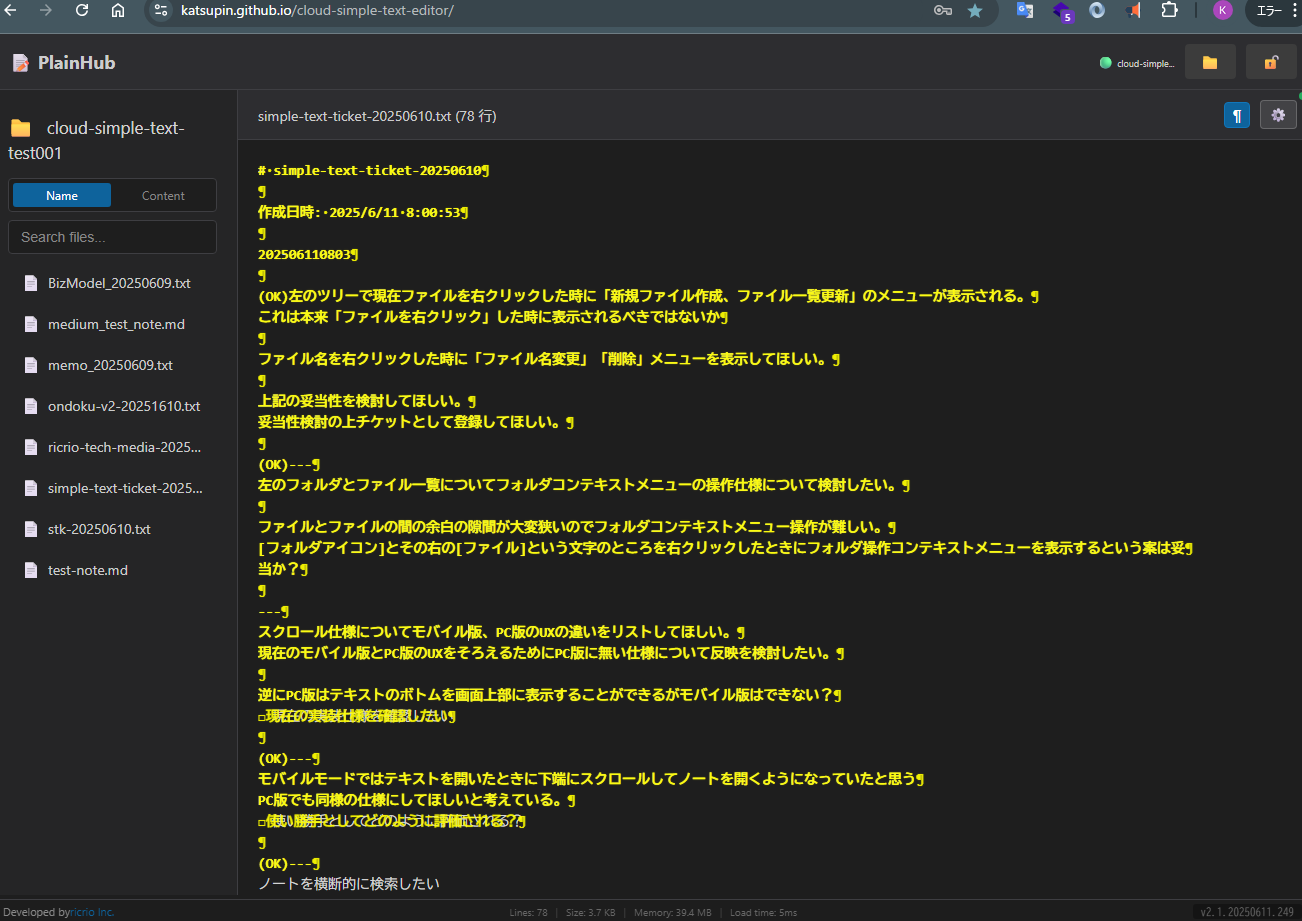 katsupin.github.io/cloud-simple-text-editor/
5
K
エラー
PlainHub
cloud-simple...
cloud-simple-text-test001
simple-text-ticket-20250610.txt (78 行)
¶
Name
Content
Search files...
BizModel_20250609.txt
medium_test_note.md
memo_20250609.txt
ondoku-v2-20251610.txt
ricrio-tech-media-2025...
simple-text-ticket-2025...
stk-20250610.txt
test-note.md
#·simple-text-ticket-20250610¶
¶
作成日時:·2025/6/11·8:00:53¶
¶
202506110803¶
¶
(OK)左のツリーで現在ファイルを右クリックした時に「新規ファイル作成、ファイル一覧更新」のメニューが表示される。¶
これは本来「ファイルを右クリック」した時に表示されるべきではないか¶
¶
ファイル名を右クリックした時に「ファイル名変更」「削除」メニューを表示してほしい。¶
¶
上記の妥当性を検討してほしい。¶
妥当性検討の上チケットとして登録してほしい。¶
¶
(OK)---¶
左のフォルダとファイル一覧についてフォルダコンテキストメニューの操作仕様について検討したい。¶
¶
ファイルとファイルの間の余白の隙間が大変狭いのでフォルダコンテキストメニュー操作が難しい。¶
[フォルダアイコン]とその右の[ファイル]という文字のところを右クリックしたときにフォルダ操作コンテキストメニューを表示するという案は妥¶
当か？¶
¶
---¶
スクロール仕様についてモバイル版、PC版のUXの違いをリストしてほしい。¶
現在のモバイル版とPC版のUXをそろえるためにPC版に無い仕様について反映を検討したい。¶
¶
逆にPC版はテキストのボトムを画面上部に表示することができるがモバイル版はできない？¶
□現在の実装仕様を確認したい¶
¶
(OK)---¶
モバイルモードではテキストを開いたときに下端にスクロールしてノートを開くようになっていたと思う¶
PC版でも同様の仕様にしてほしいと考えている。¶
□使い勝手としてどのように評価される？¶
¶
(OK)---¶
ノートを横断的に検索したい
Developed by ricrio Inc.
Lines: 78 | Size: 3.7 KB | Memory: 39.4 MB | Load time: 5ms
v2.1.20250611.249